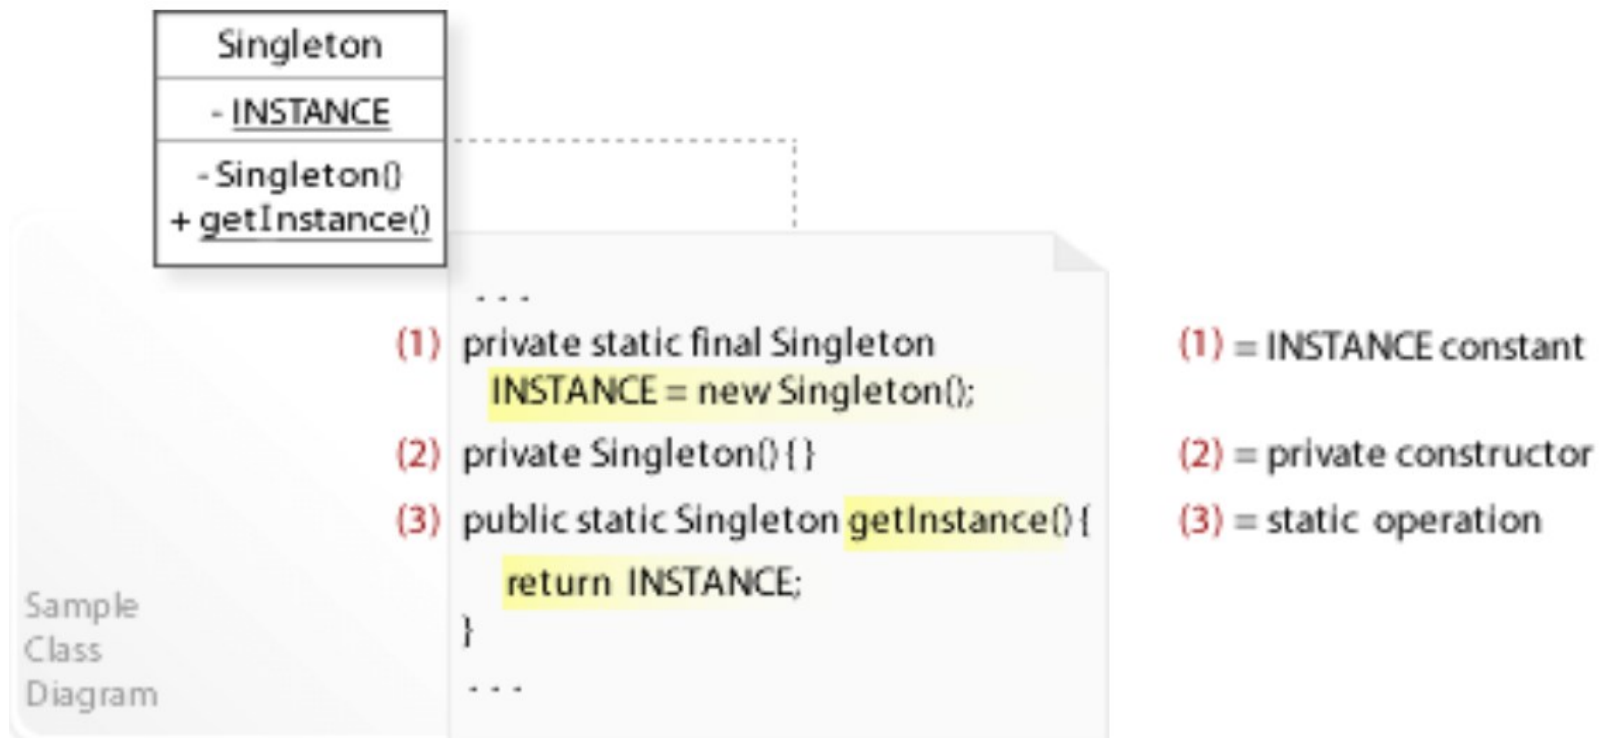 Singleton
- INSTANCE
- Singleton()
+ getInstance()
- - -
(1) private static final Singleton
INSTANCE = new Singleton();
(2) private Singleton() { }
(3) public static Singleton getInstance() {
return INSTANCE;
}
- - -
(1) = INSTANCE constant
(2) = private constructor
(3) = static operation
Sample
Class
Diagram